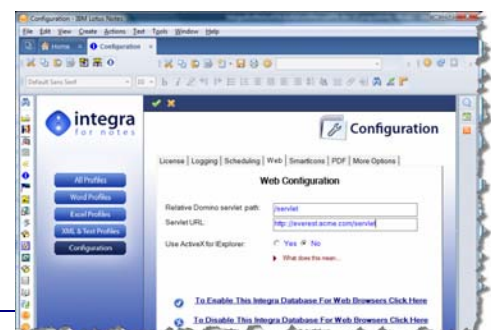 Configuration - IBM Lotus Notes
File Edit View Create Actions Text Tools Window Help
Home Configuration
Default Sans Serif
integra
for notes
Configuration
License Logging Scheduling Web SmartIcons PDF More Options
All Profiles
Word Profiles
Excel Profiles
XML & Text Profiles
Configuration
Web Configuration
Relative Domino servlet path: /servlet
Servlet URL: http://everest.acme.com/servlet
Use ActiveX for IExplorer: Yes No
What does this mean...
To Enable This Integra Database For Web Browsers Click Here
To Disable This Integra Database For Web Browsers Click Here